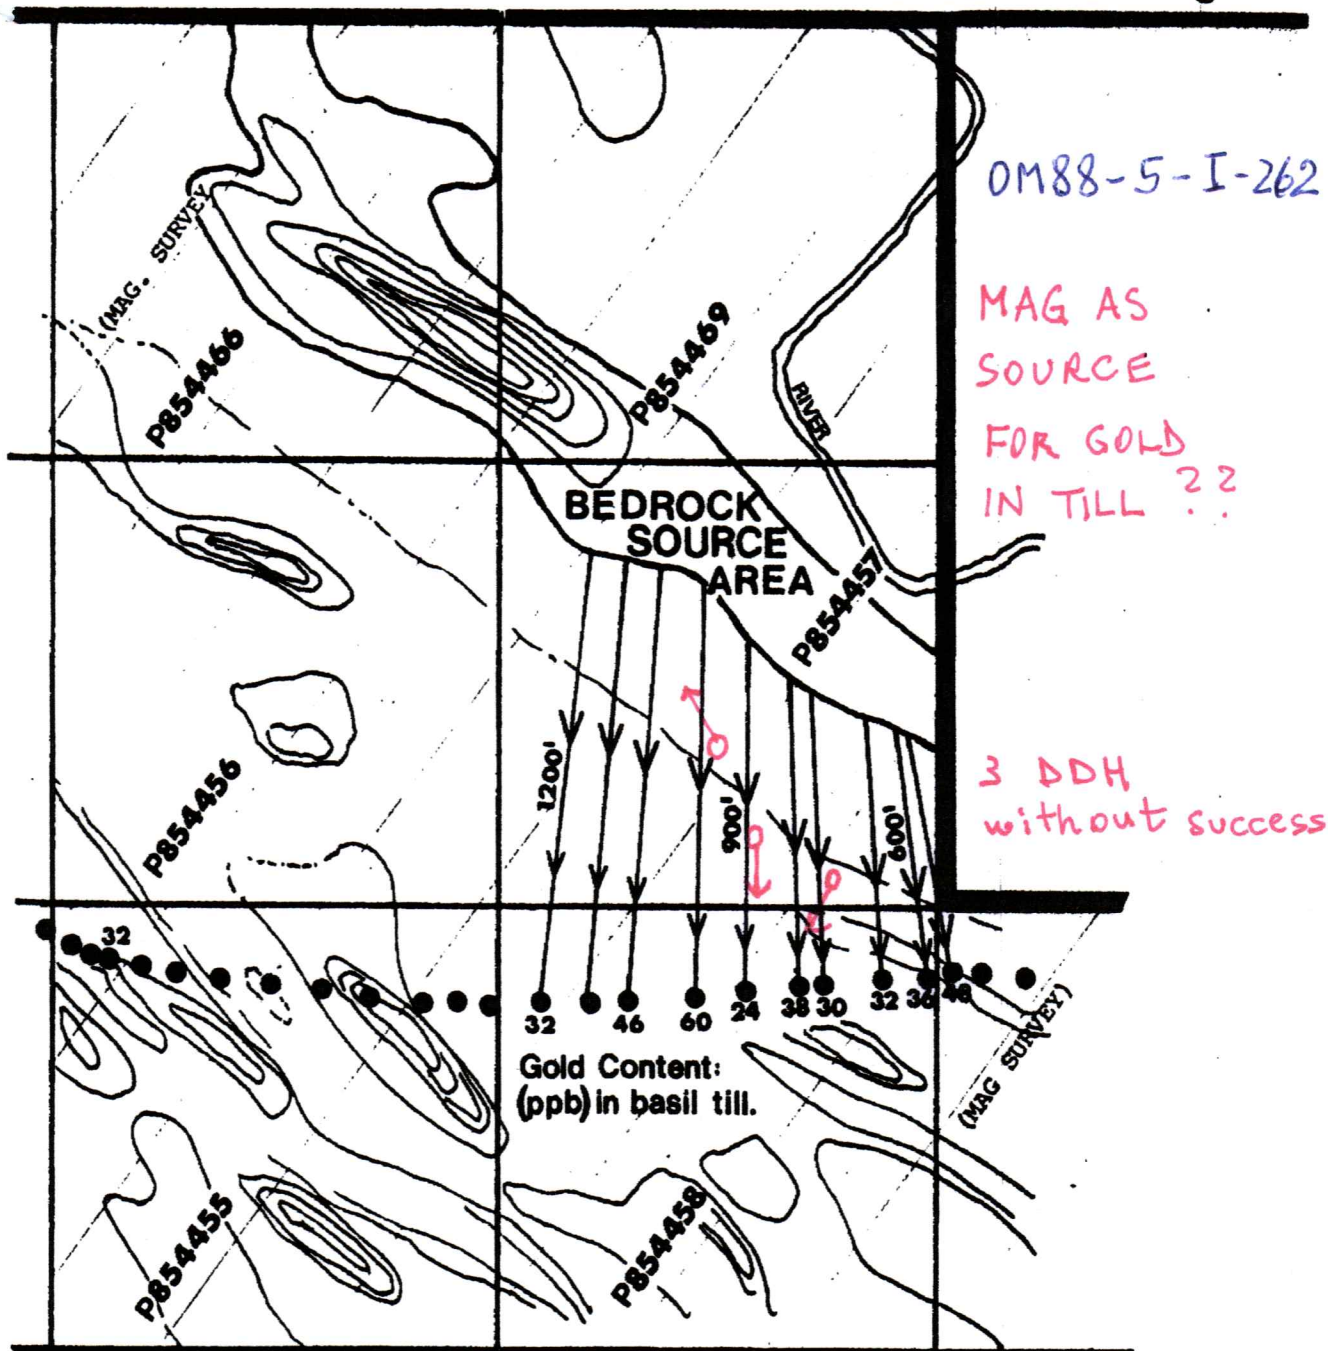 OM88-5-I-262
(MAG. SURVEY
P854466
P854469
RIVER
MAG AS
SOURCE
FOR GOLD
IN TILL ??
BEDROCK
SOURCE
AREA
P854457
P854456
1200'
900'
600'
3 DDH
without success
32
32
46
60
24
38
30
32
36
48
Gold Content:
(ppb) in basil till.
(MAG SURVEY)
P854455
P854458